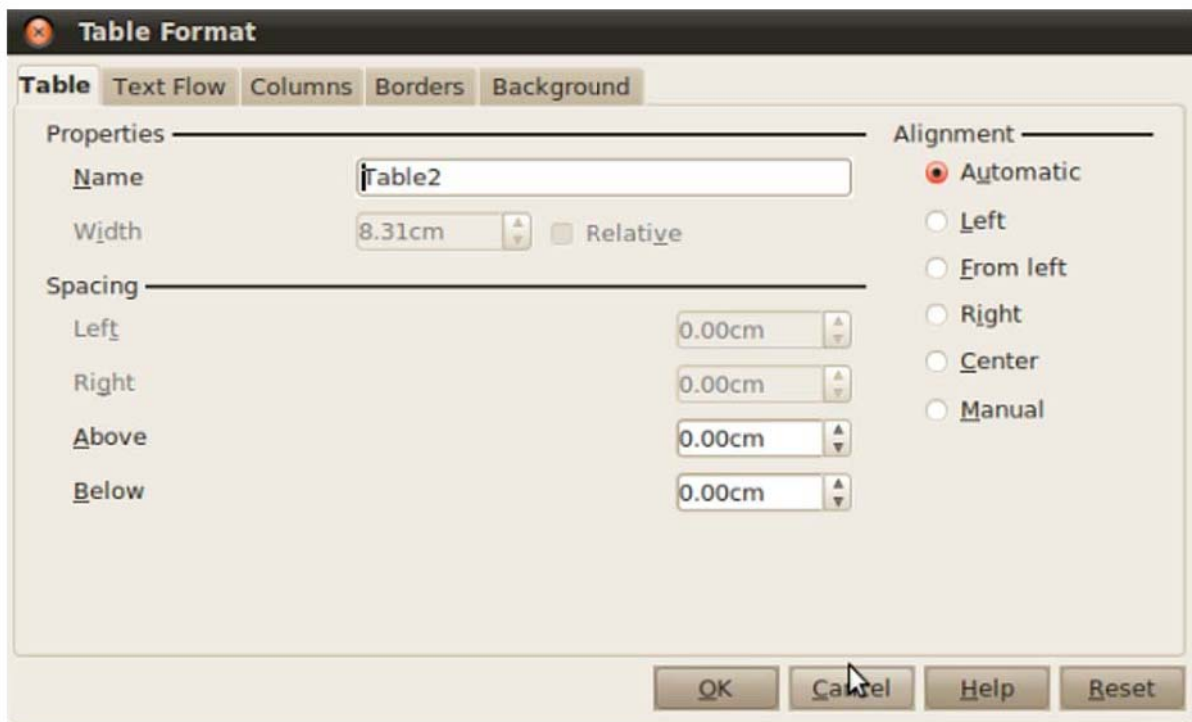 Table Format
Table Text Flow Columns Borders Background
Properties
Name Table2
Width 8.31cm Relative
Spacing
Left 0.00cm
Right 0.00cm
Above 0.00cm
Below 0.00cm
Alignment
Automatic
Left
From left
Right
Center
Manual
OK Cancel Help Reset